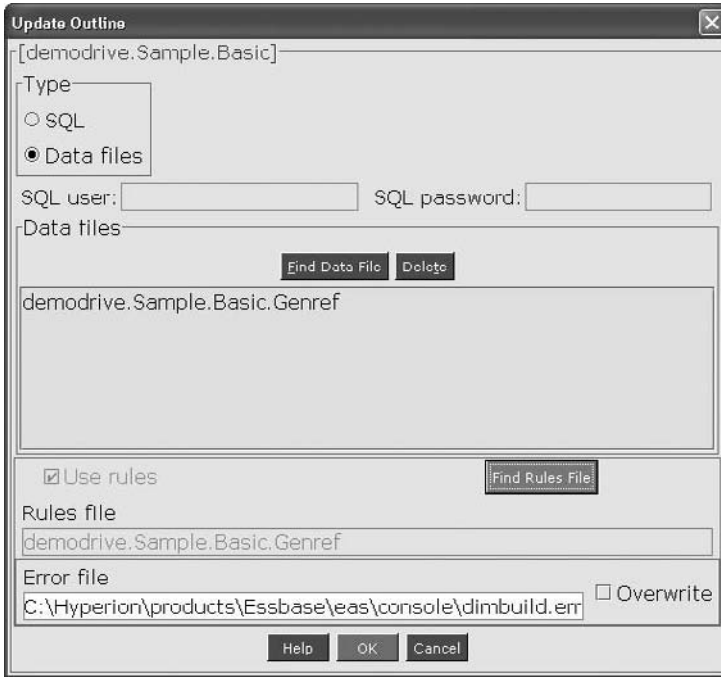 Update Outline
[demodrive.Sample.Basic]
Type
SQL
Data files
SQL user: SQL password:
Data files
Find Data File Delete
demodrive.Sample.Basic.Genref
Use rules
Find Rules File
Rules file
demodrive.Sample.Basic.Genref
Error file
C:\Hyperion\products\Essbase\eas\console\dimbuild.err
Overwrite
Help OK Cancel